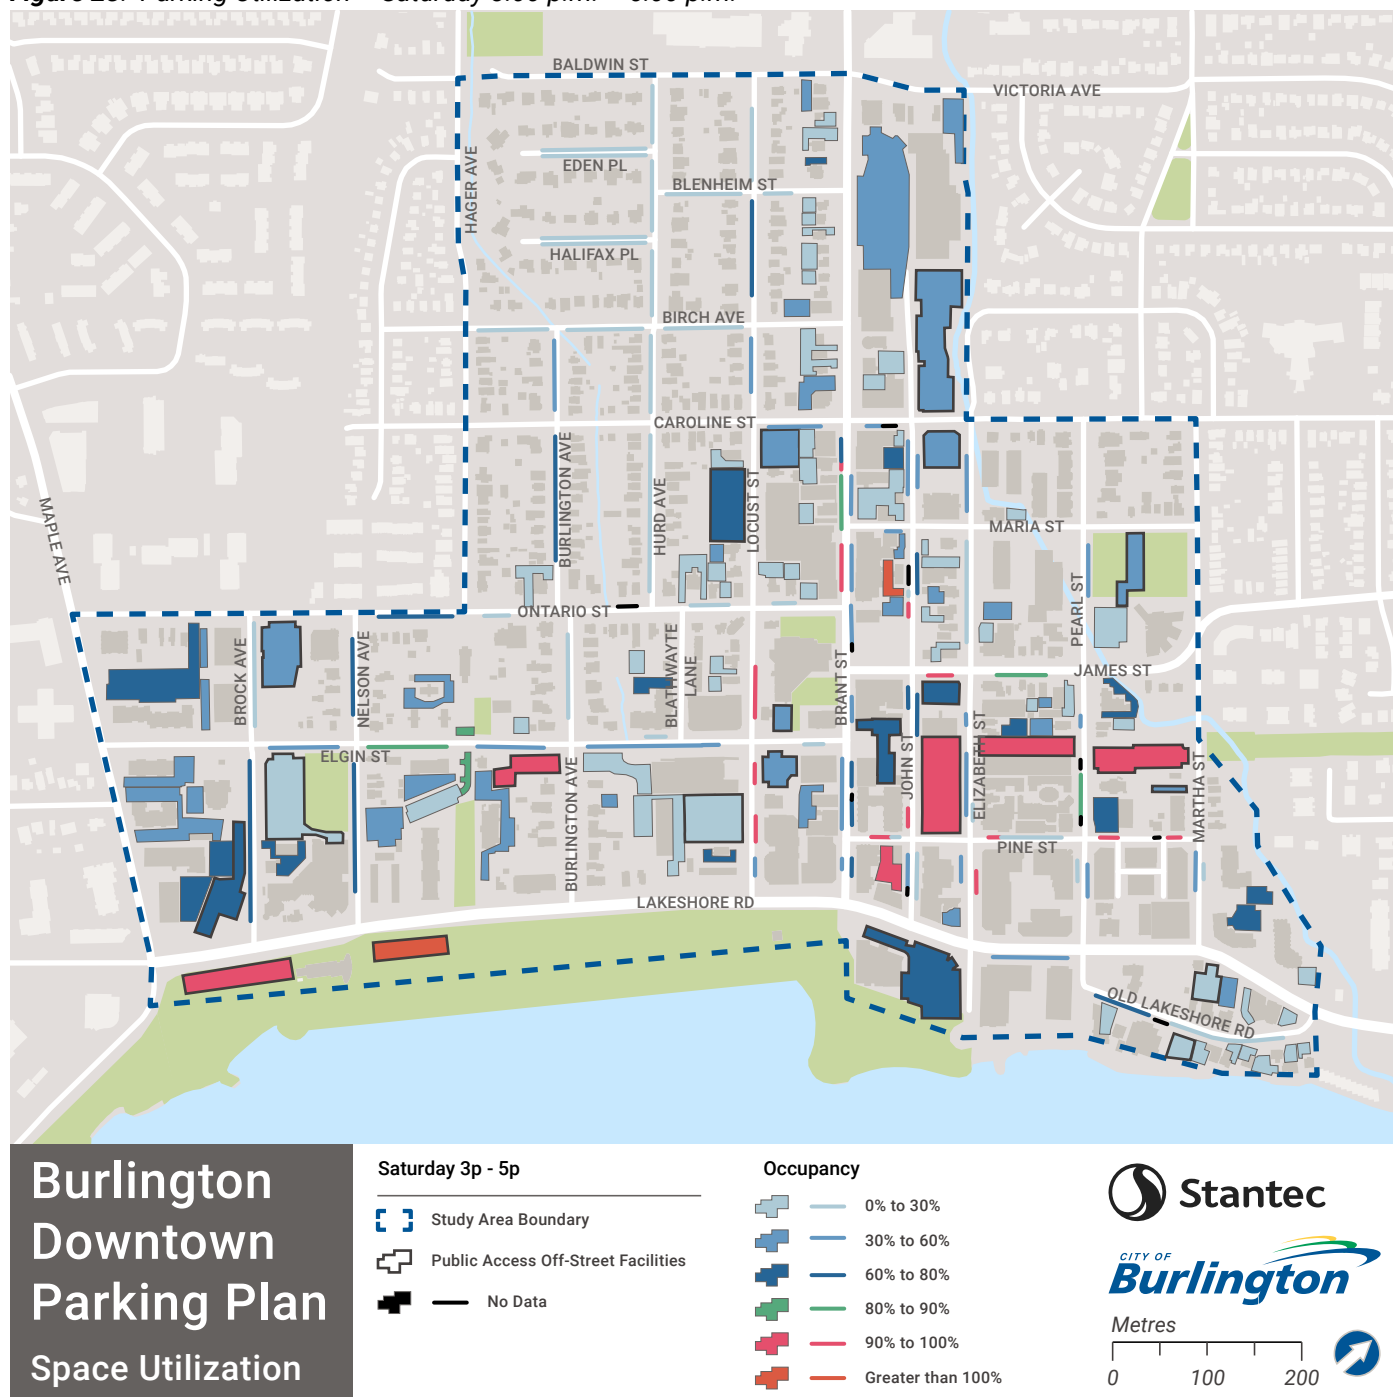 BALDWIN ST
VICTORIA AVE
HAGER AVE
EDEN PL
BLENHEIM ST
HALIFAX PL
BIRCH AVE
CAROLINE ST
MAPLE AVE
BURLINGTON AVE
HURD AVE
LOCUST ST
MARIA ST
ONTARIO ST
PEARL ST
BROCK AVE
NELSON AVE
BLATHWAYTE
LANE
BRANT ST
JAMES ST
ELGIN ST
BURLINGTON AVE
JOHN ST
ELIZABETH ST
MARTHA ST
PINE ST
LAKESHORE RD
OLD LAKESHORE RD
Burlington
Downtown
Parking Plan
Space Utilization
Saturday 3p - 5p
Study Area Boundary
Public Access Off-Street Facilities
No Data
Occupancy
0% to 30%
30% to 60%
60% to 80%
80% to 90%
90% to 100%
Greater than 100%
Stantec
CITY OF
Burlington
Metres
0 100 200